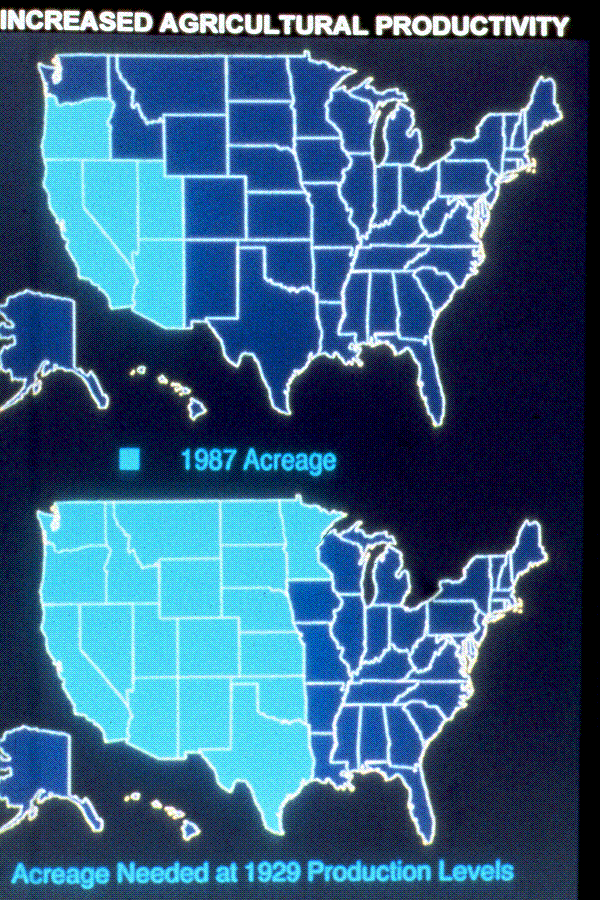 INCREASED AGRICULTURAL PRODUCTIVITY
1987 Acreage
Acreage Needed at 1929 Production Levels